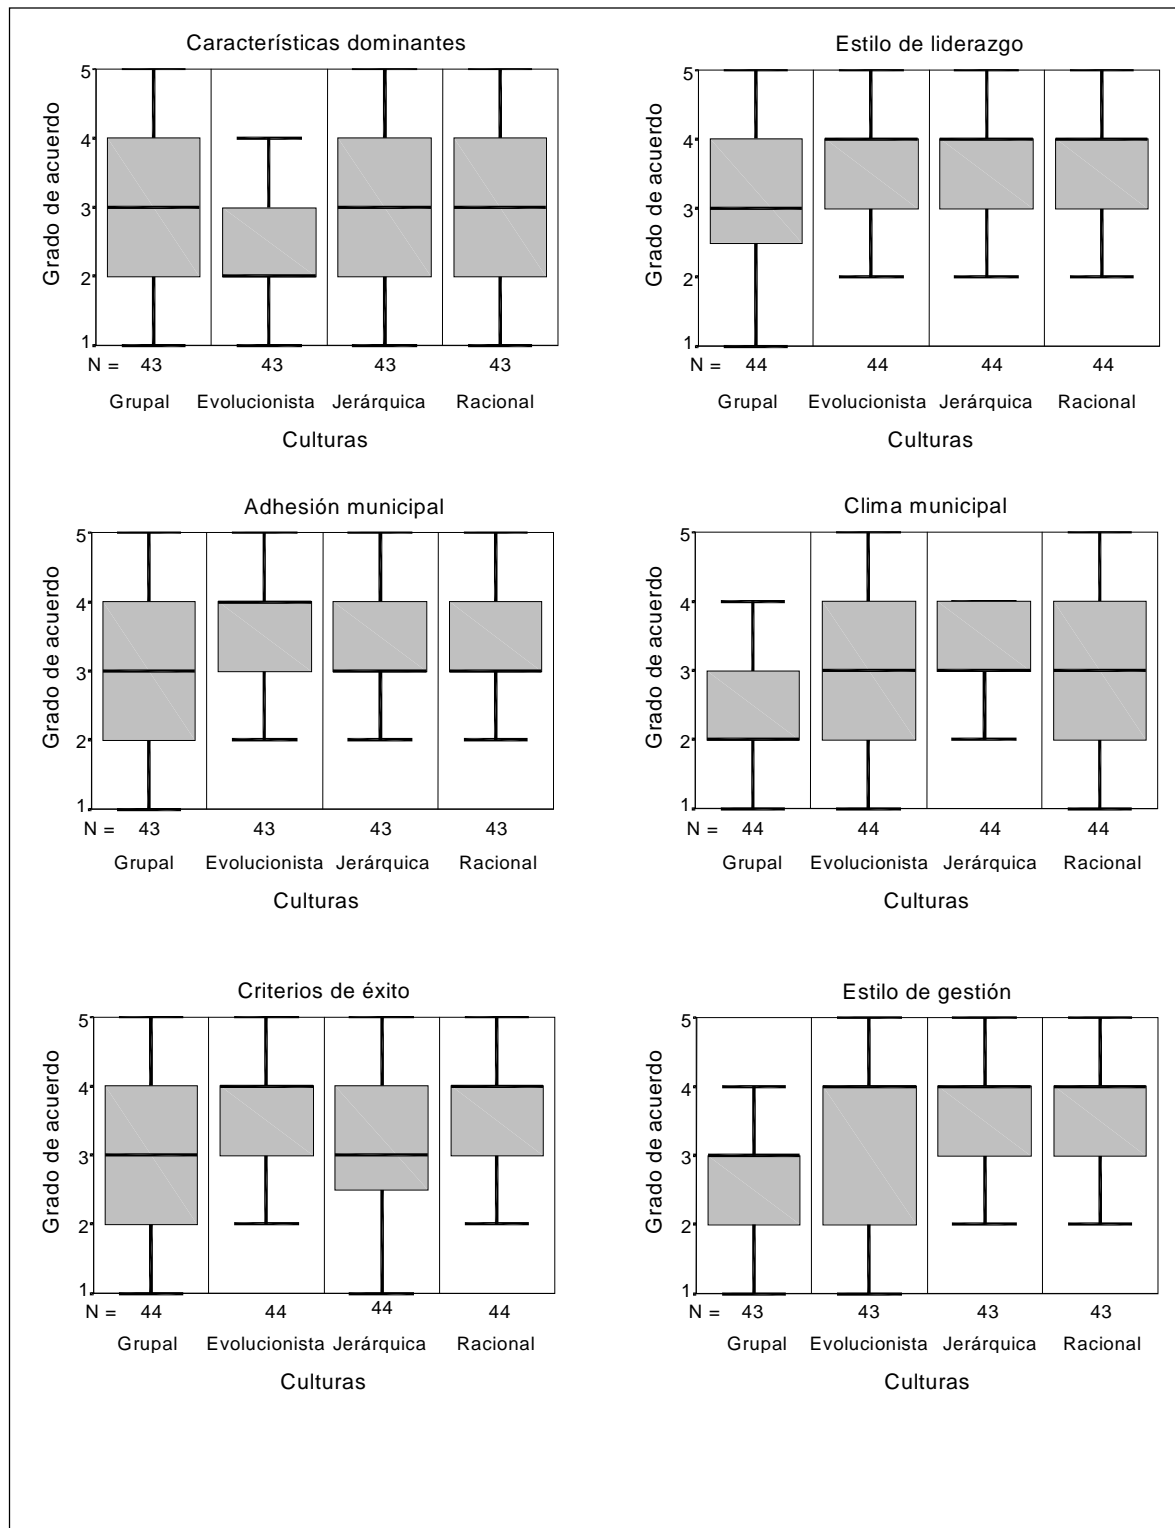 Características dominantes
Grado de acuerdo
5
4
3
2
1
N = 43 43 43 43
Grupal Evolucionista Jerárquica Racional
Culturas
Estilo de liderazgo
Grado de acuerdo
5
4
3
2
1
N = 44 44 44 44
Grupal Evolucionista Jerárquica Racional
Culturas
Adhesión municipal
Grado de acuerdo
5
4
3
2
1
N = 43 43 43 43
Grupal Evolucionista Jerárquica Racional
Culturas
Clima municipal
Grado de acuerdo
5
4
3
2
1
N = 44 44 44 44
Grupal Evolucionista Jerárquica Racional
Culturas
Criterios de éxito
Grado de acuerdo
5
4
3
2
1
N = 44 44 44 44
Grupal Evolucionista Jerárquica Racional
Culturas
Estilo de gestión
Grado de acuerdo
5
4
3
2
1
N = 43 43 43 43
Grupal Evolucionista Jerárquica Racional
Culturas